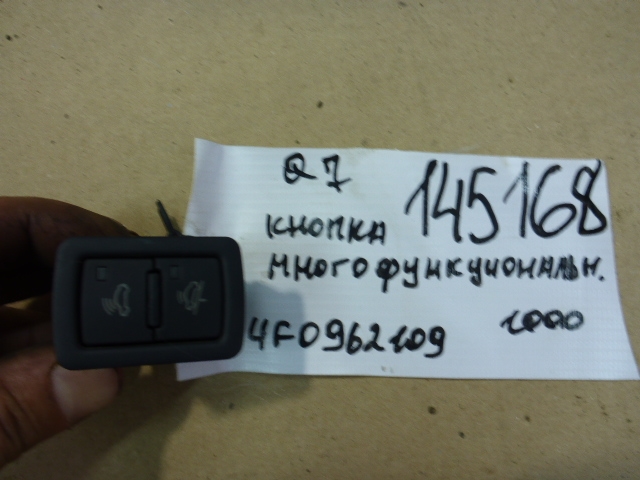 Q7
145168
кнопка
многофункциональн.
4F0962109
1000